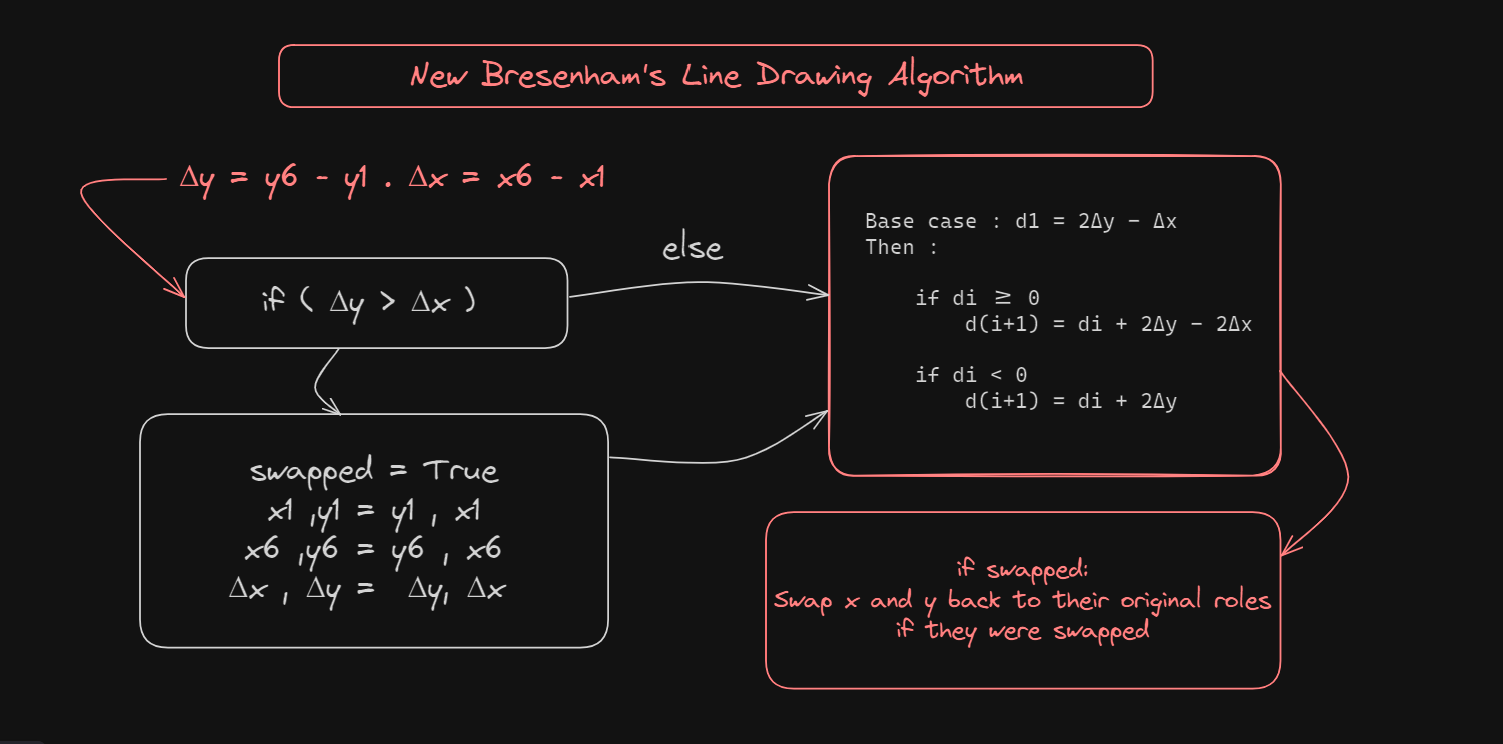 New Bresenham's Line Drawing Algorithm
Δy = y6 - y1 . Δx = x6 - x1
if ( Δy > Δx )
else
swapped = True
x1 ,y1 = y1 , x1
x6 ,y6 = y6 , x6
Δx , Δy = Δy, Δx
Base case : d1 = 2Δy - Δx
Then :
if di ≥ 0
d(i+1) = di + 2Δy - 2Δx
if di < 0
d(i+1) = di + 2Δy
if swapped:
Swap x and y back to their original roles
if they were swapped